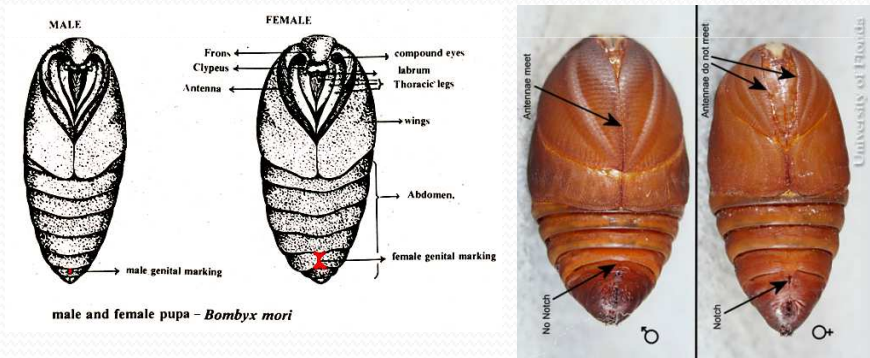 MALE
FEMALE
Frons
Clypeus
Antenna
compound eyes
labrum
Thoracic legs
wings
Abdomen.
male genital marking
female genital marking
male and female pupa – Bombyx mori
Antennae meet
No Notch
♂
Antennae do not meet
Notch
♀
University of Florida